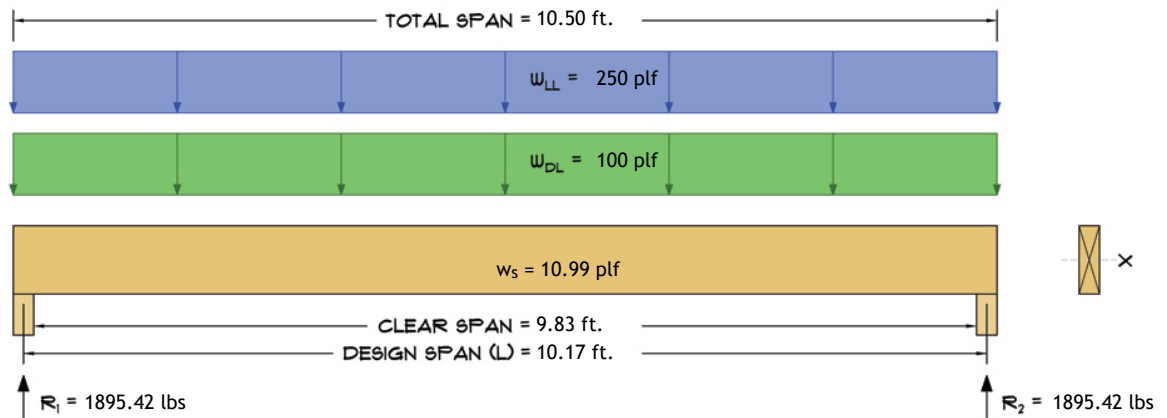 TOTAL SPAN = 10.50 ft.
WLL = 250 plf
WDL = 100 plf
ws = 10.99 plf
X
CLEAR SPAN = 9.83 ft.
DESIGN SPAN (L) = 10.17 ft.
R1 = 1895.42 lbs
R2 = 1895.42 lbs